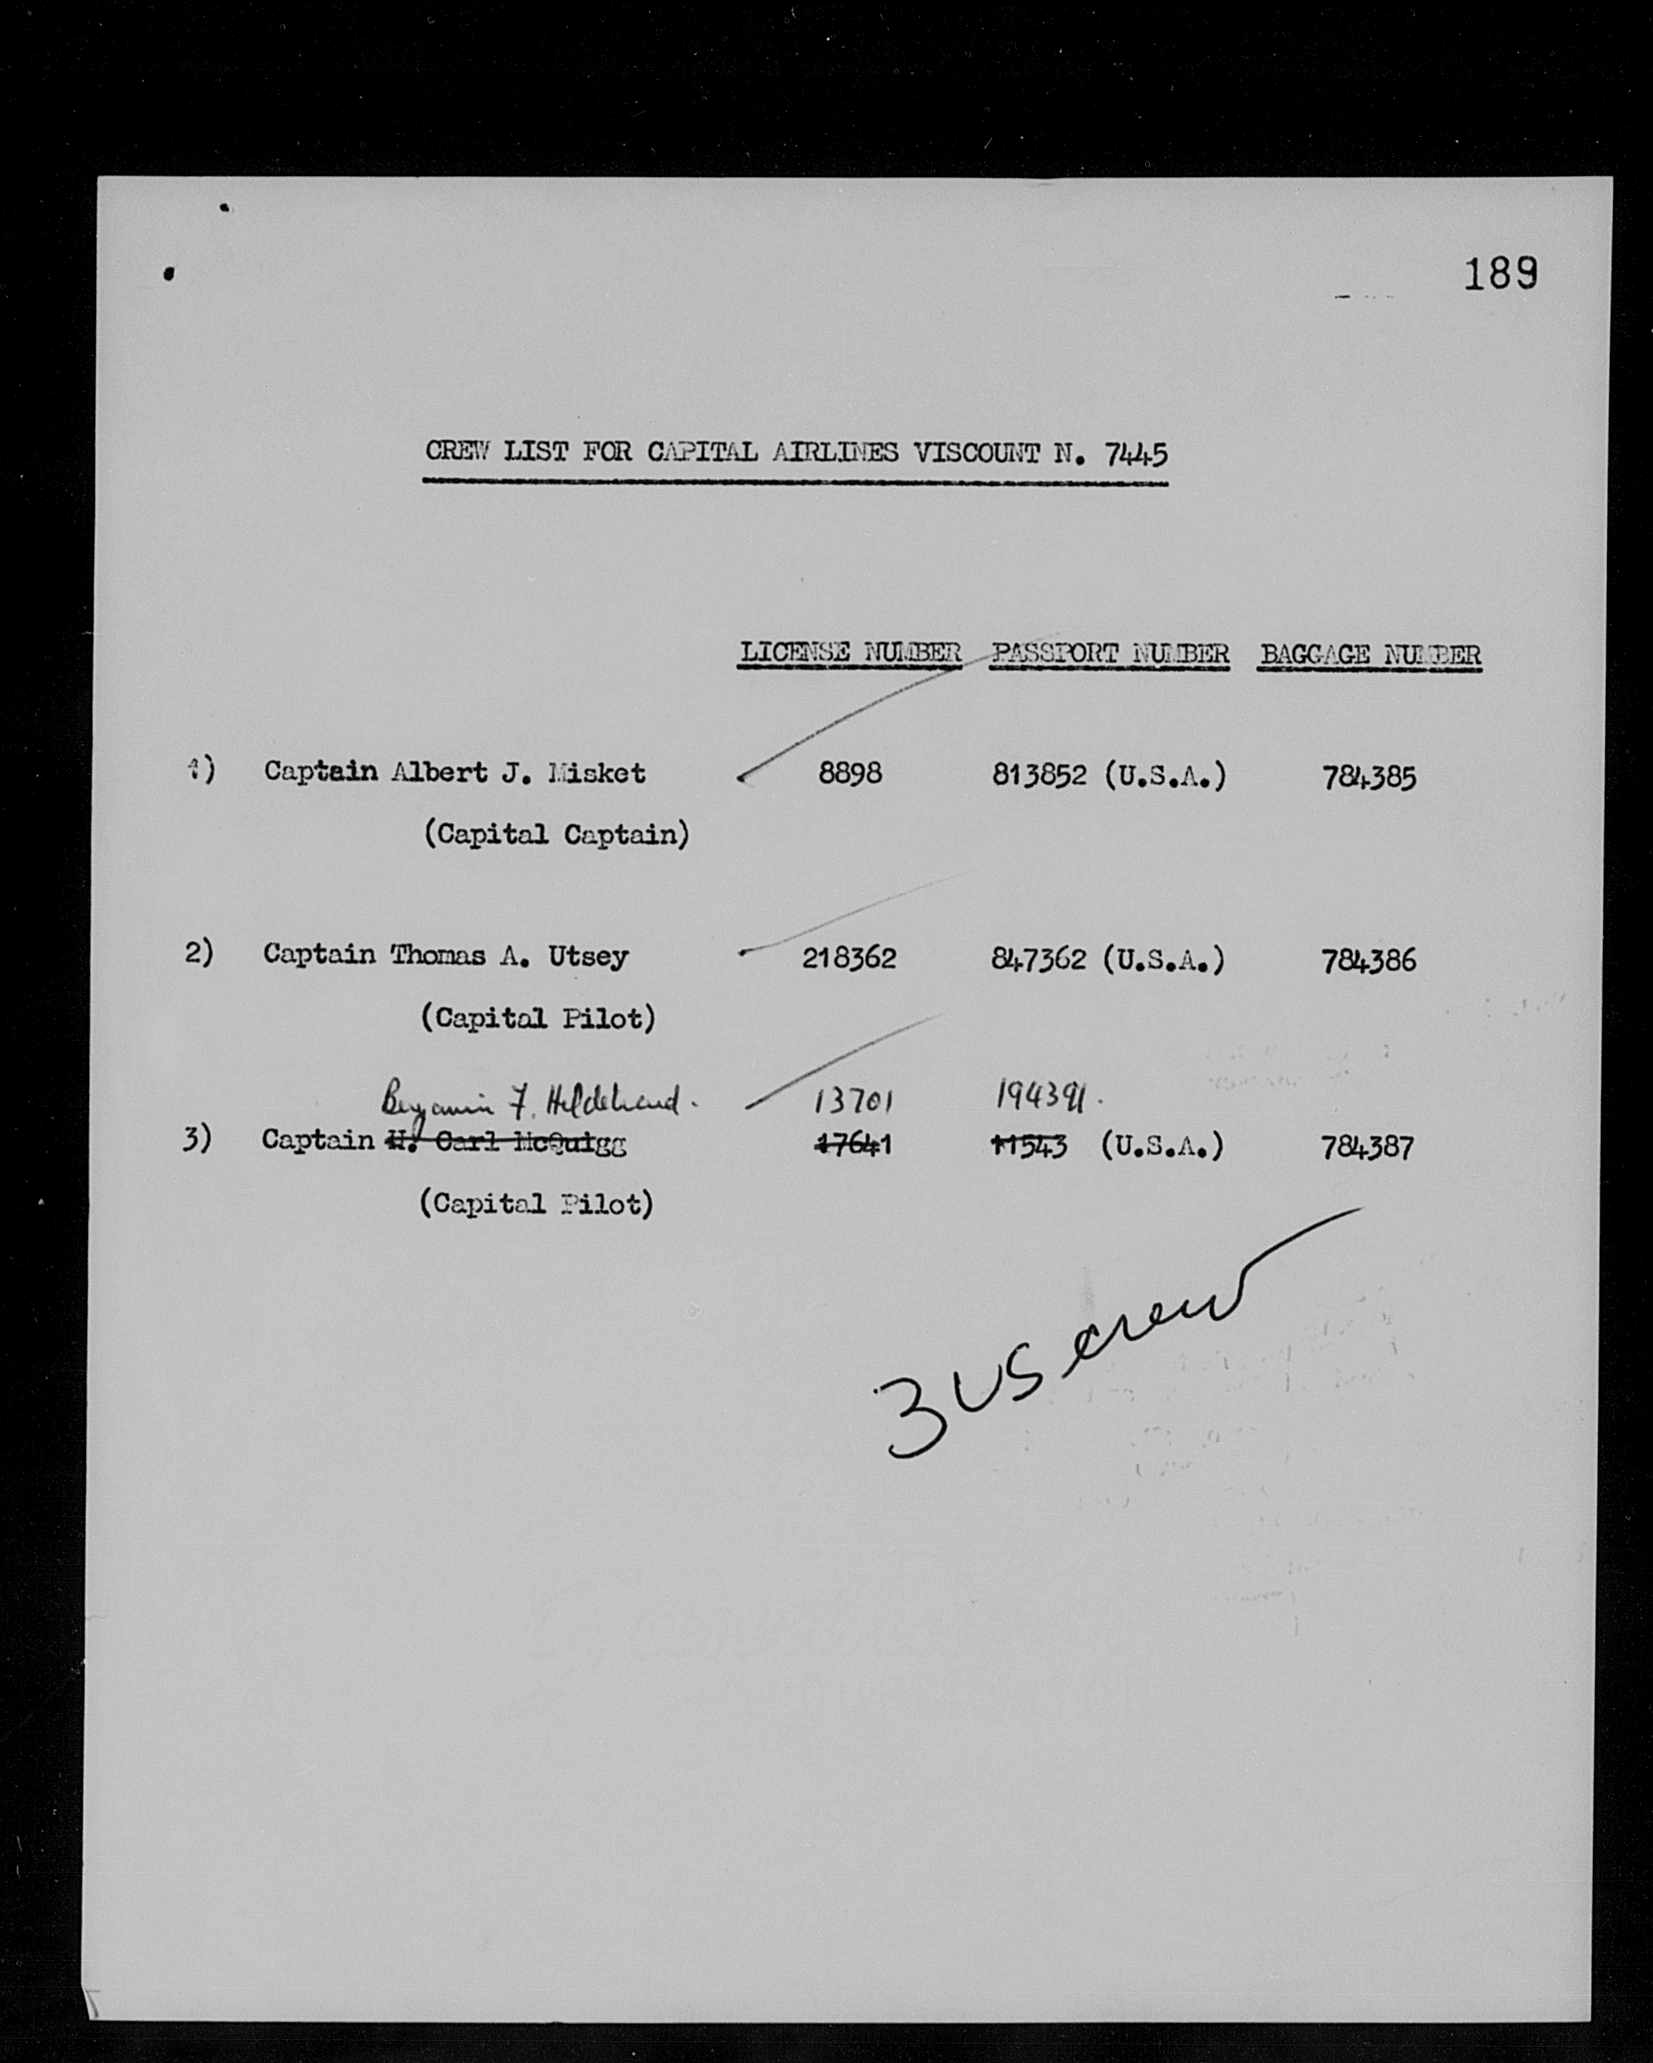 189
CREW LIST FOR CAPITAL AIRLINES VISCOUNT N. 7445
LICENSE NUMBER PASSPORT NUMBER BAGGAGE NUMBER
1) Captain Albert J. Misket 8898 813852 (U.S.A.) 784385
(Capital Captain)
2) Captain Thomas A. Utsey 218362 847362 (U.S.A.) 784386
(Capital Pilot)
Benjamin F. Hildebrand. 13701 194391.
3) Captain H. Carl McQuigg 17641 11543 (U.S.A.) 784387
(Capital Pilot)
3 US crew